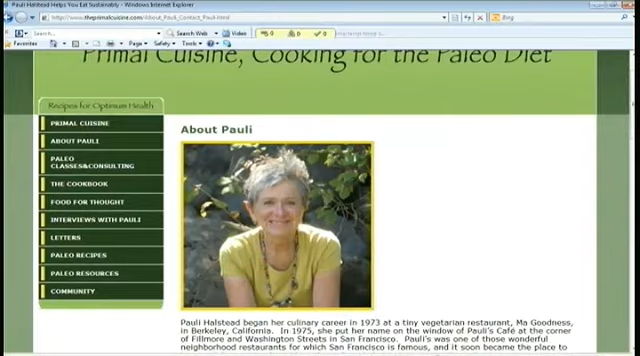 Pauli Halstead Helps You Eat Sustainably - Windows Internet Explorer
http://www.theprimalcuisine.com/About_Pauli_Contact_Pauli.html
Bing
Search...
Search Web
Video
Favorites
Page
Safety
Tools
Primal Cuisine, Cooking for the Paleo Diet
Recipes for Optimum Health
PRIMAL CUISINE
ABOUT PAULI
PALEO
CLASSES&CONSULTING
THE COOKBOOK
FOOD FOR THOUGHT
INTERVIEWS WITH PAULI
LETTERS
PALEO RECIPES
PALEO RESOURCES
COMMUNITY
About Pauli
Pauli Halstead began her culinary career in 1973 at a tiny vegetarian restaurant, Ma Goodness,
in Berkeley, California. In 1975, she put her name on the window of Pauli's Café at the corner
of Fillmore and Washington Streets in San Francisco. Pauli's was one of those wonderful
neighborhood restaurants for which San Francisco is famous, and it soon became the place to